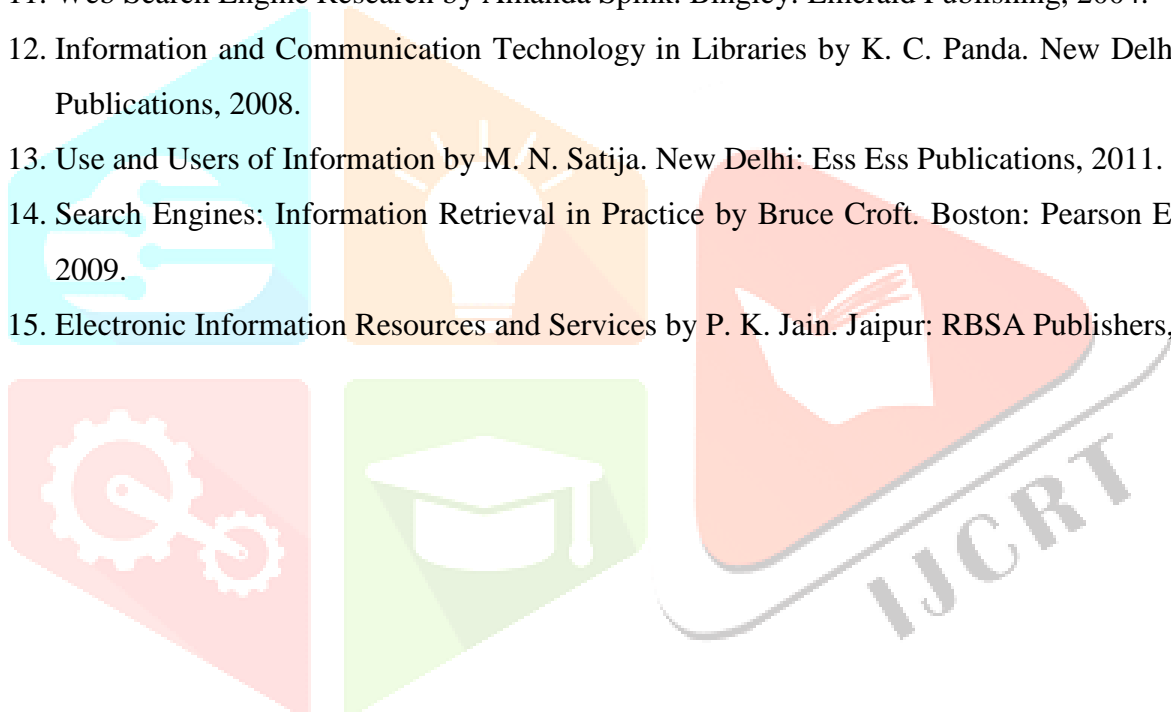 11. Web Search Engine Research by Amanda Spink. Bingley: Emerald Publishing, 2004.
12. Information and Communication Technology in Libraries by K. C. Panda. New Delh
Publications, 2008.
13. Use and Users of Information by M. N. Satija. New Delhi: Ess Ess Publications, 2011.
14. Search Engines: Information Retrieval in Practice by Bruce Croft. Boston: Pearson E
2009.
15. Electronic Information Resources and Services by P. K. Jain. Jaipur: RBSA Publishers,
IJCRT